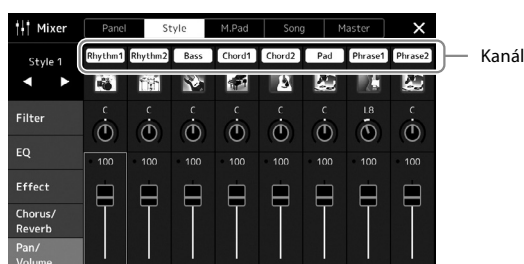 Mixer Panel Style M.Pad Song Master
Style 1 Rhythm1 Rhythm2 Bass Chord1 Chord2 Pad Phrase1 Phrase2 Kanál
C C C C C C L8 C
Filter
EQ
100 100 100 100 100 100 100 100
Effect
Chorus/
Reverb
Pan/
Volume